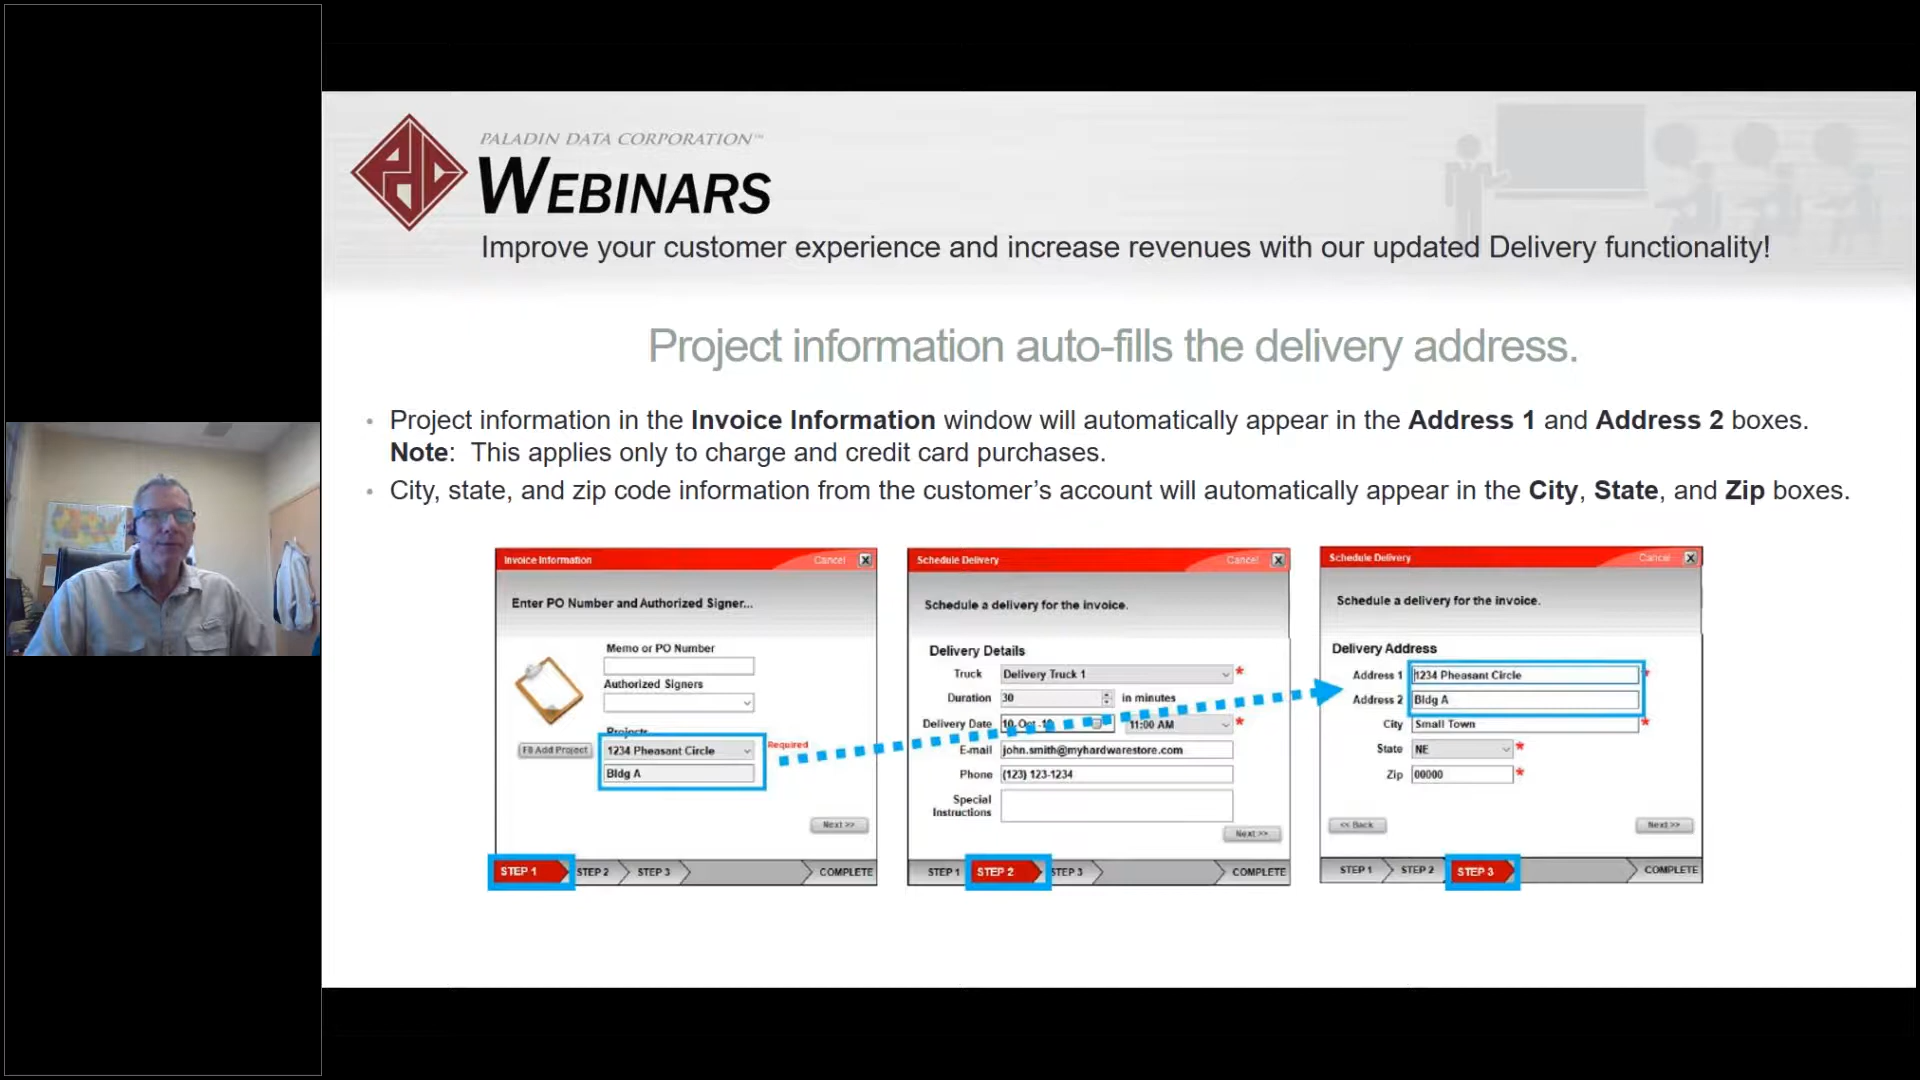 PALADIN DATA CORPORATION™
WEBINARS
Improve your customer experience and increase revenues with our updated Delivery functionality!
Project information auto-fills the delivery address.
• Project information in the Invoice Information window will automatically appear in the Address 1 and Address 2 boxes.
Note: This applies only to charge and credit card purchases.
• City, state, and zip code information from the customer’s account will automatically appear in the City, State, and Zip boxes.
Invoice Information Cancel
Enter PO Number and Authorized Signer...
Memo or PO Number
Authorized Signers
Projects
F8 Add Project 1234 Pheasant Circle Required
Bldg A
Next >>
STEP 1 STEP 2 STEP 3 COMPLETE
Schedule Delivery Cancel
Schedule a delivery for the invoice.
Delivery Details
Truck Delivery Truck 1 *
Duration 30 in minutes
Delivery Date 11:00 AM *
E-mail john.smith@myhardwarestore.com
Phone (123) 123-1234
Special
Instructions
Next >>
STEP 1 STEP 2 STEP 3 COMPLETE
Schedule Delivery Cancel
Schedule a delivery for the invoice.
Delivery Address
Address 1 1234 Pheasant Circle *
Address 2 Bldg A
City Small Town *
State NE *
Zip 00000 *
<< Back Next >>
STEP 1 STEP 2 STEP 3 COMPLETE